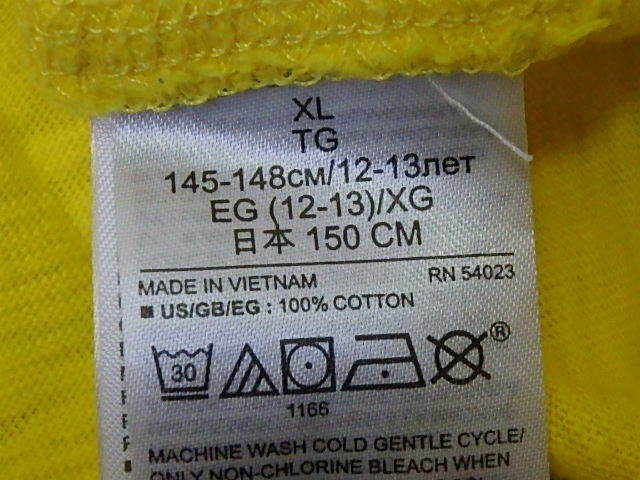 XL
TG
145-148см/12-13лет
EG (12-13)/XG
日本 150 CM
MADE IN VIETNAM RN 54023
■ US/GB/EG : 100% COTTON
30 ®
1166
MACHINE WASH COLD GENTLE CYCLE/
ONLY NON-CHLORINE BLEACH WHEN